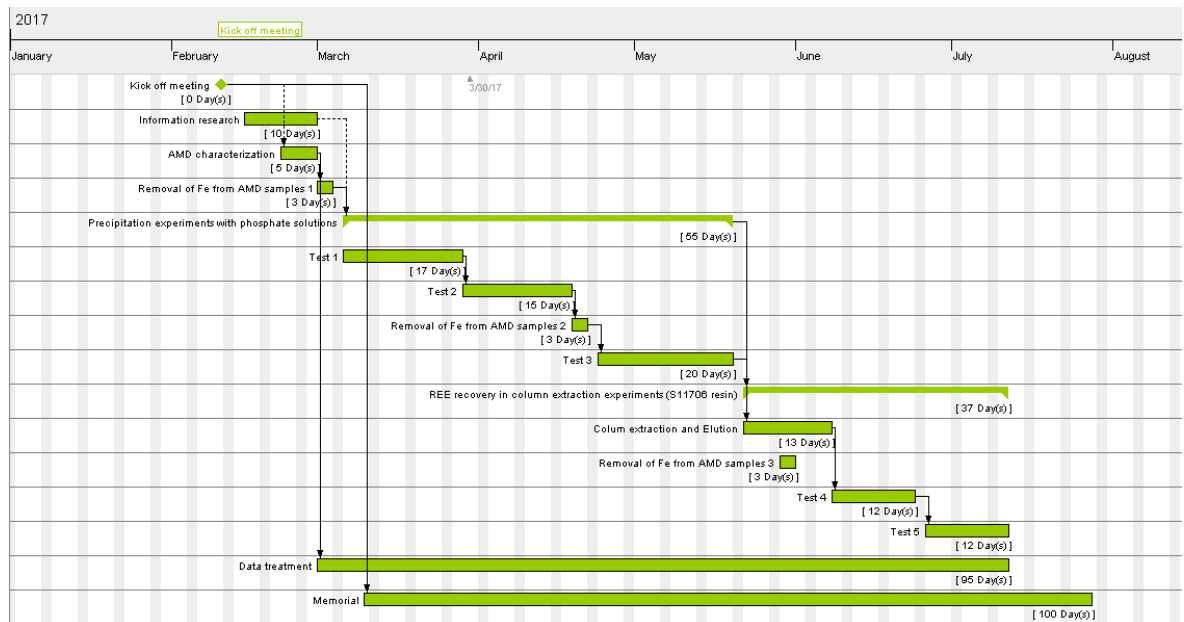 2017
Kick off meeting
January February March April May June July August
Kick off meeting
[ 0 Day(s) ]
3/30/17
Information research
[ 10 Day(s) ]
AMD characterization
[ 5 Day(s) ]
Removal of Fe from AMD samples 1
[ 3 Day(s) ]
Precipitation experiments with phosphate solutions
[ 55 Day(s) ]
Test 1
[ 17 Day(s) ]
Test 2
[ 15 Day(s) ]
Removal of Fe from AMD samples 2
[ 3 Day(s) ]
Test 3
[ 20 Day(s) ]
REE recovery in column extraction experiments (S11706 resin)
[ 37 Day(s) ]
Colum extraction and Elution
[ 13 Day(s) ]
Removal of Fe from AMD samples 3
[ 3 Day(s) ]
Test 4
[ 12 Day(s) ]
Test 5
[ 12 Day(s) ]
Data treatment
[ 95 Day(s) ]
Memorial
[ 100 Day(s) ]